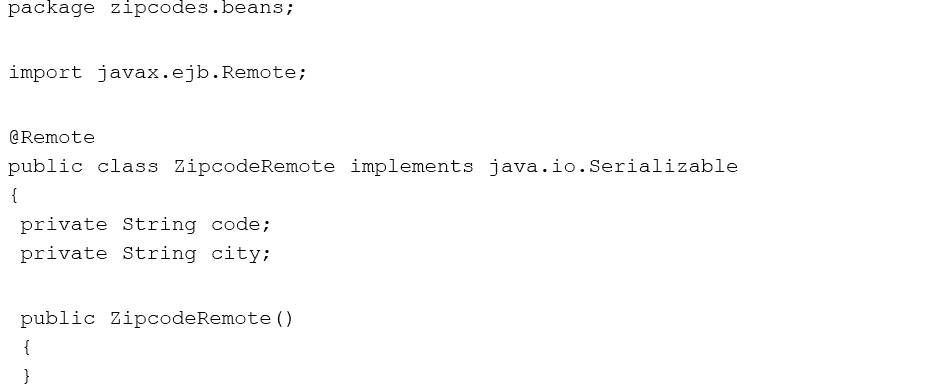 package zipcodes.beans;
import javax.ejb.Remote;
@Remote
public class ZipcodeRemote implements java.io.Serializable
{
private String code;
private String city;
public ZipcodeRemote()
{
}